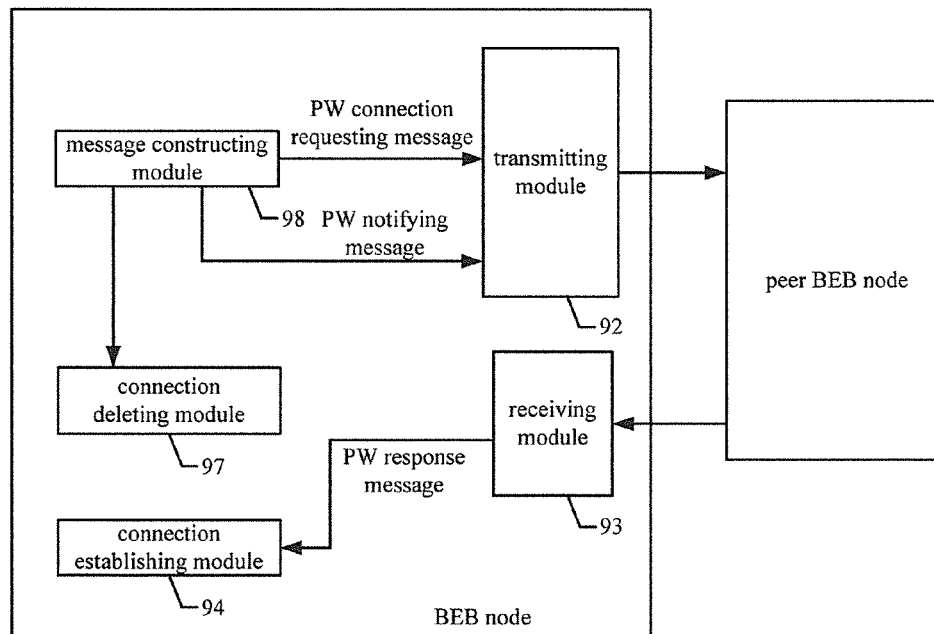 PW connection
requesting message
message constructing
module
98
PW notifying
message
transmitting
module
92
peer BEB node
connection
deleting module
97
receiving
module
93
PW response
message
connection
establishing module
94
BEB node